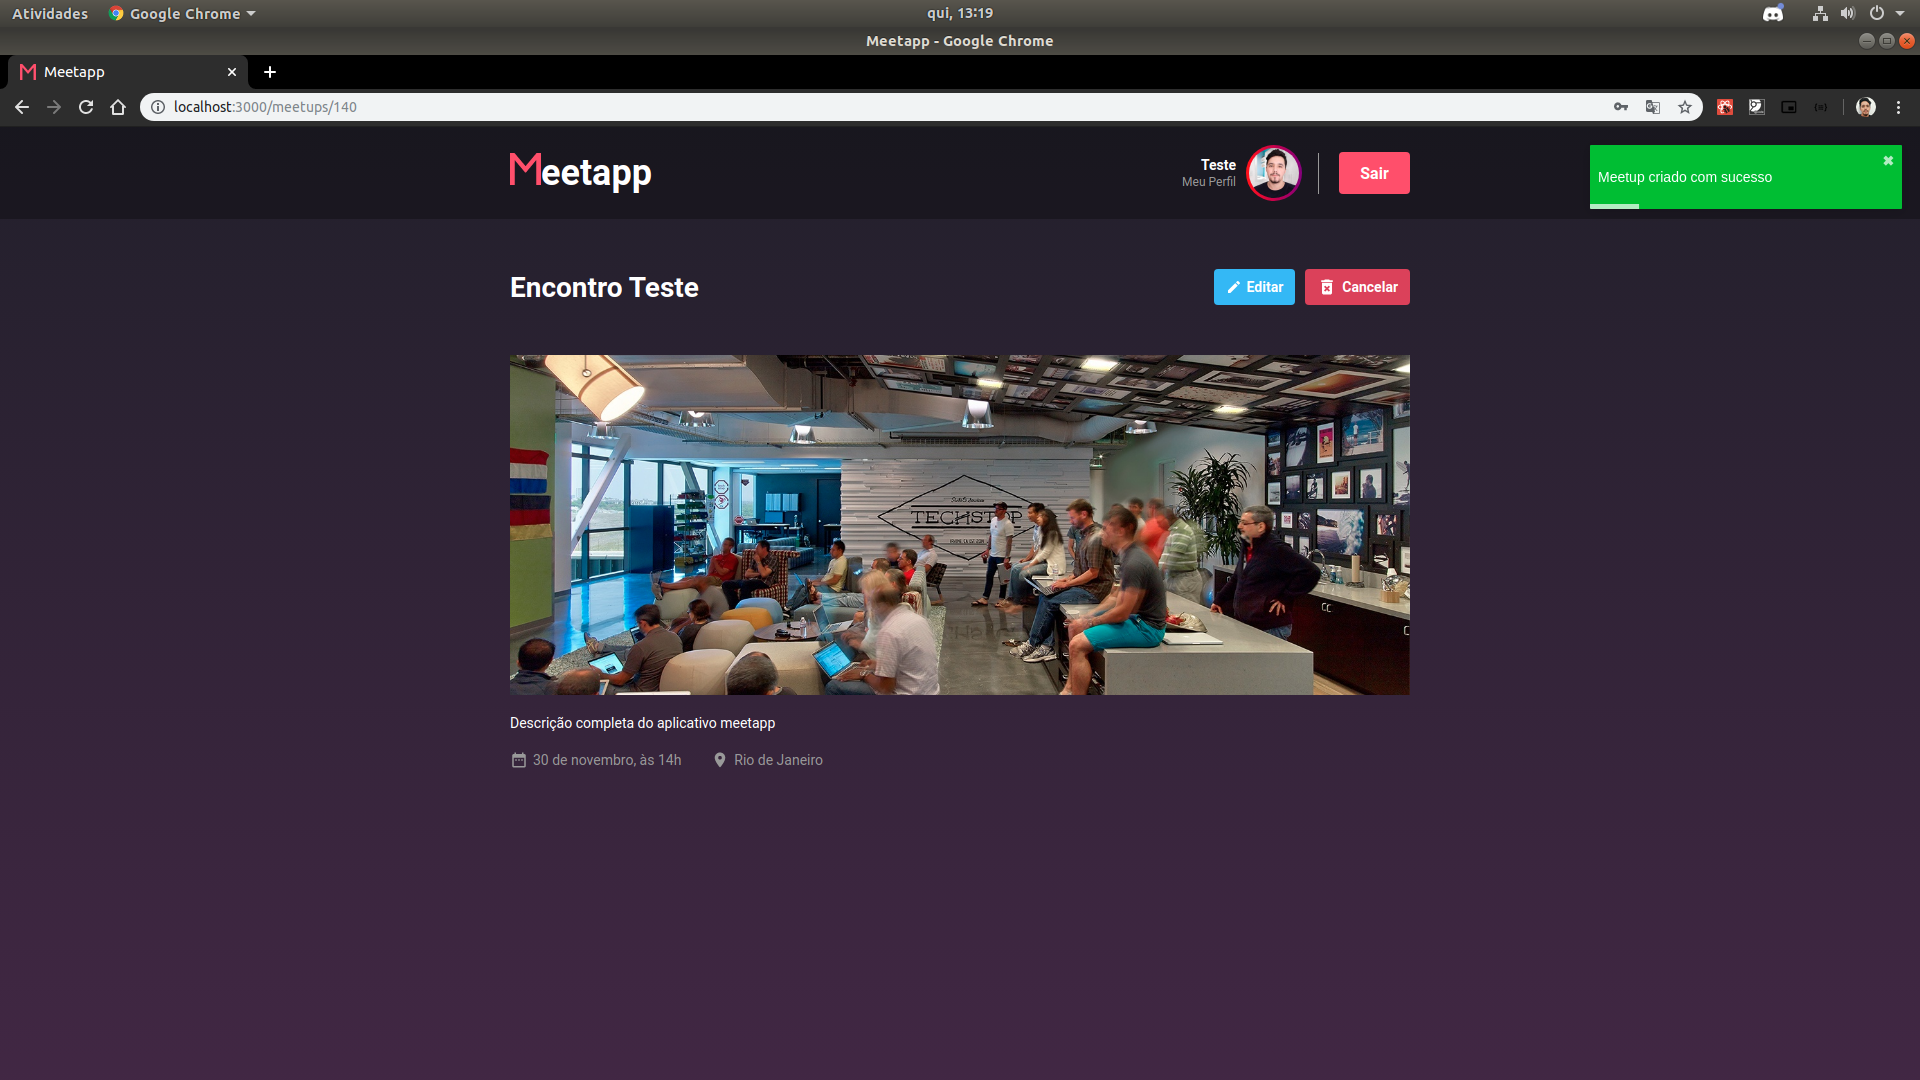 Atividades Google Chrome qui, 13:19
Meetapp - Google Chrome
Meetapp
localhost:3000/meetups/140
Meetapp
Teste
Meu Perfil
Sair
Meetup criado com sucesso
Encontro Teste
Editar
Cancelar
TECHSTOP
Descrição completa do aplicativo meetapp
30 de novembro, às 14h
Rio de Janeiro